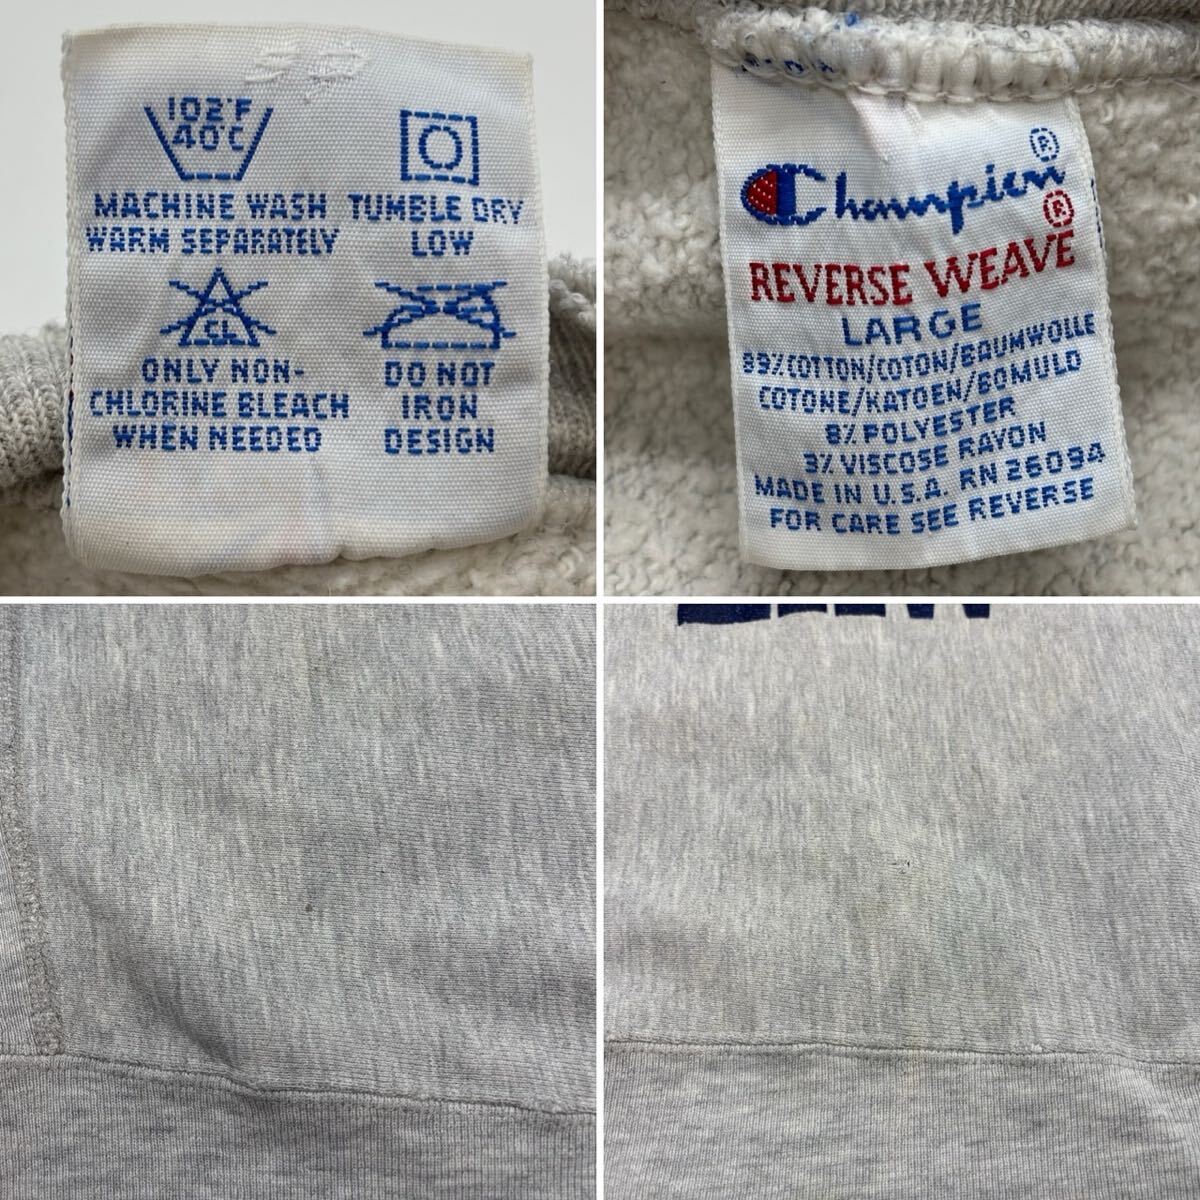 102°F
40°C
MACHINE WASH
WARM SEPARATELY
TUMBLE DRY
LOW
CL
ONLY NON-
CHLORINE BLEACH
WHEN NEEDED
DO NOT
IRON
DESIGN
Champion®
REVERSE WEAVE®
LARGE
89%COTTON/COTON/BAUMWOLLE
COTONE/KATOEN/BOMULD
8% POLYESTER
3% VISCOSE RAYON
MADE IN U.S.A. RN 26094
FOR CARE SEE REVERSE